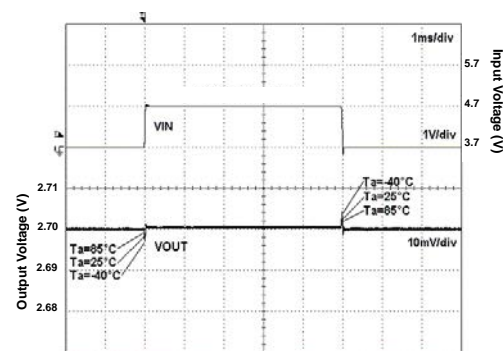 1ms/div
5.7
Input Voltage (V)
4.7
VIN
1V/div
3.7
Ta=-40°C
2.71
Ta=25°C
Ta=85°C
Output Voltage (V)
2.70
10mV/div
Ta=85°C
VOUT
Ta=25°C
2.69
Ta=-40°C
2.68